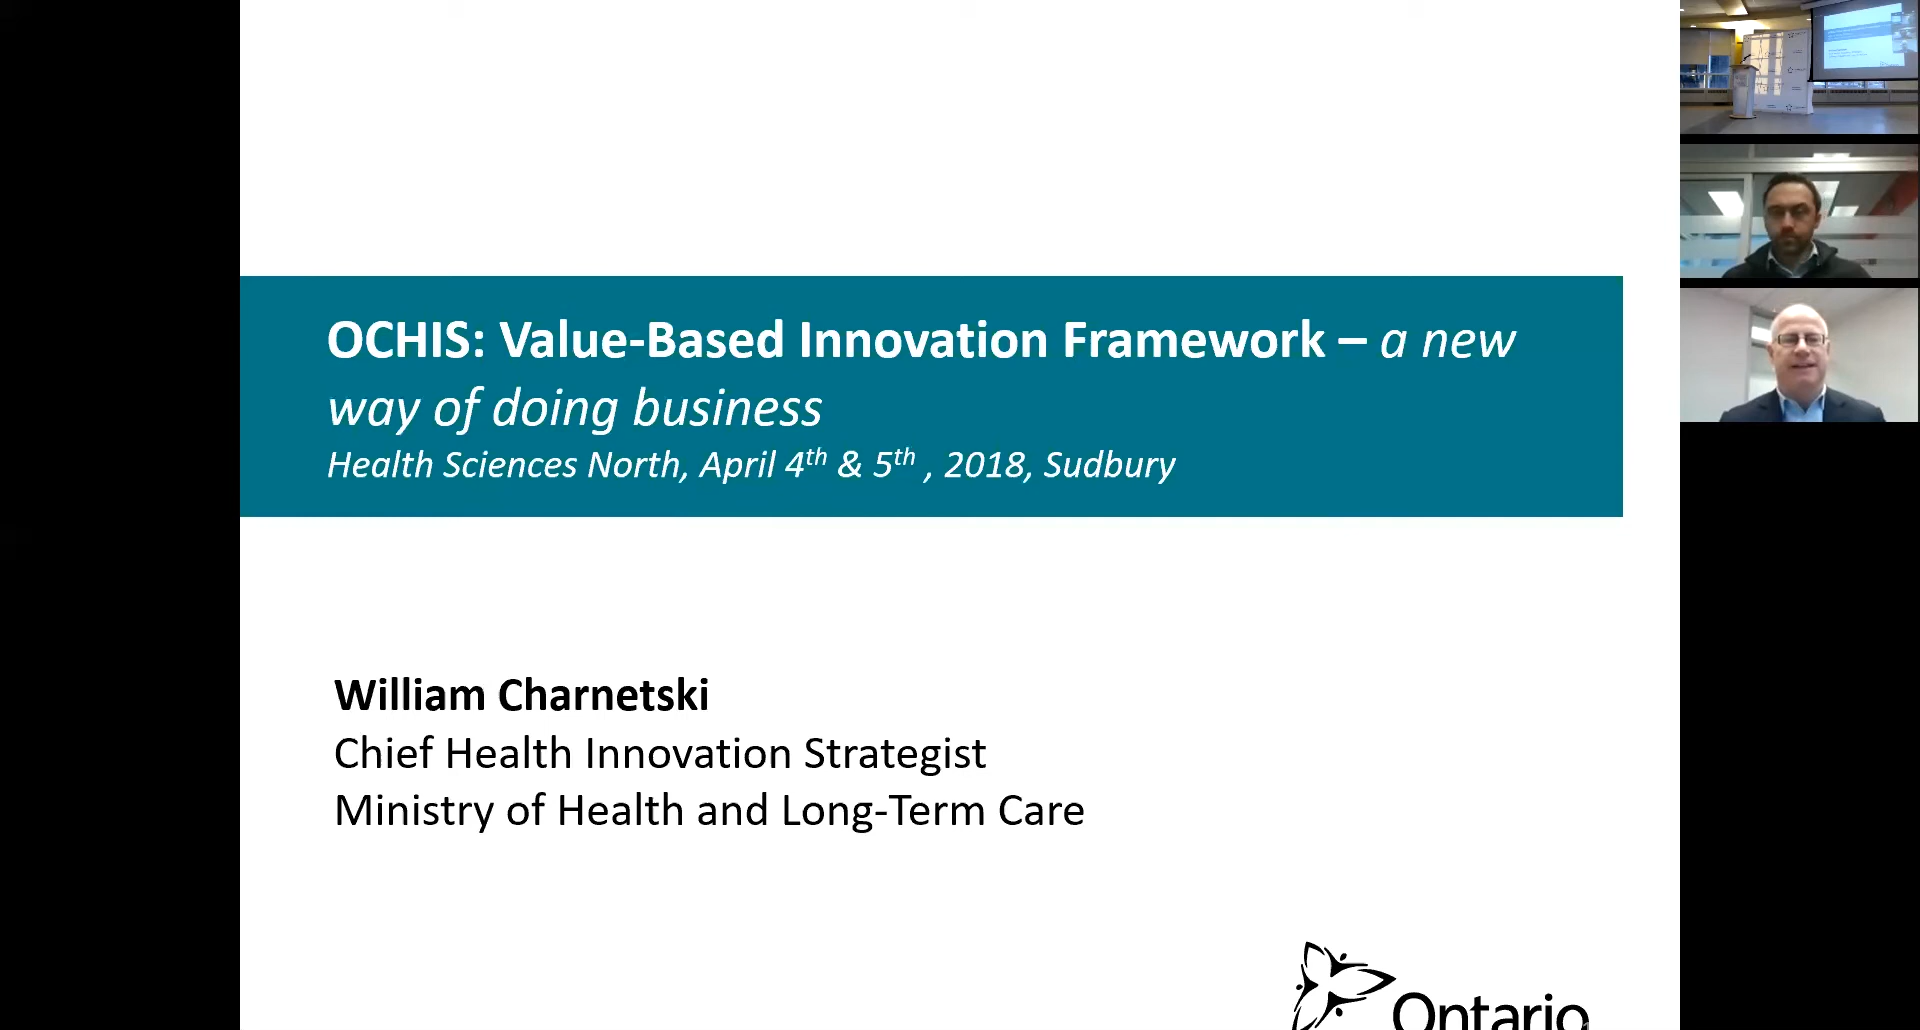 OCHIS: Value-Based Innovation Framework – a new
way of doing business
Health Sciences North, April 4th & 5th , 2018, Sudbury
William Charnetski
Chief Health Innovation Strategist
Ministry of Health and Long-Term Care
Ontario